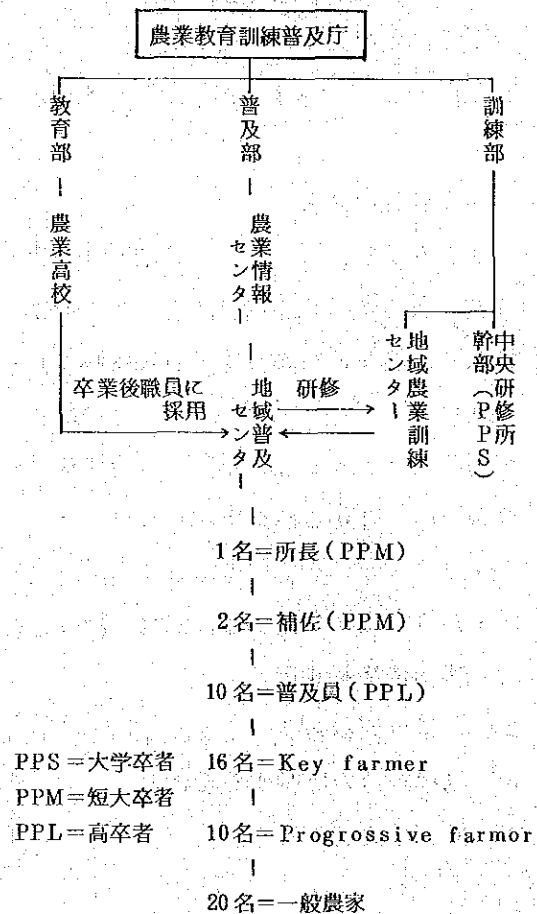 農業教育訓練普及庁
教育部
農業高校
普及部
農業情報
センター
訓練部
中央研修所
幹部(PPS)
地域農業訓練
センター
卒業後職員に
採用
地域普及
センター
研修
1名=所長(PPM)
2名=補佐(PPM)
10名=普及員(PPL)
PPS=大学卒者
16名=Key farmer
PPM=短大卒者
PPL=高卒者
10名=Progrossive farmor
20名=一般農家